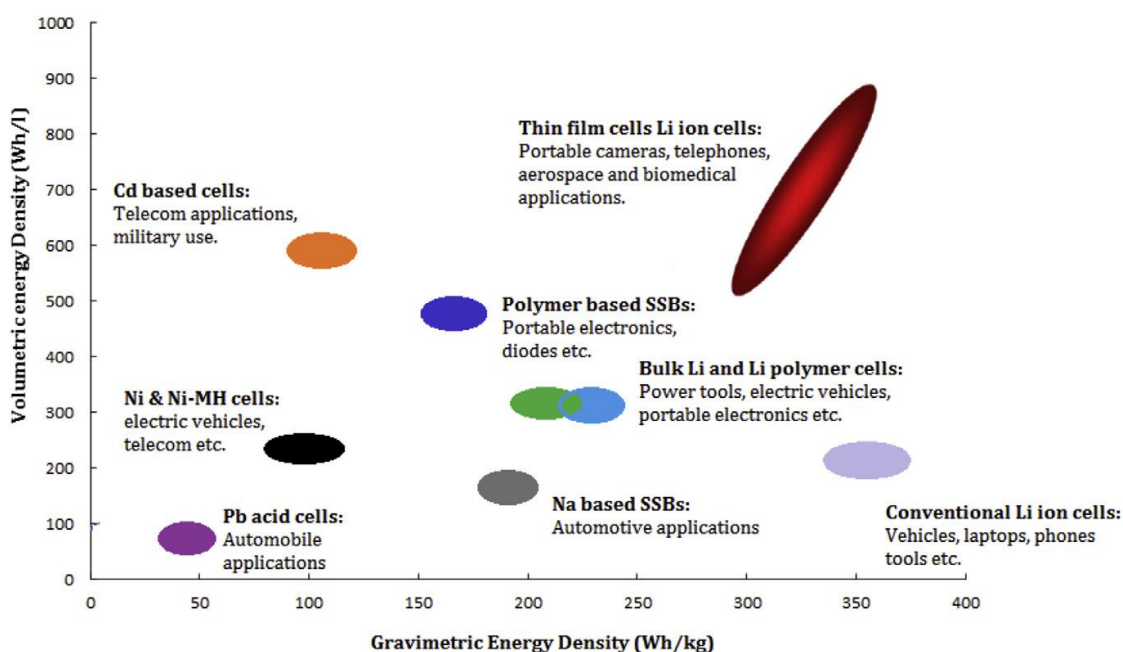 1000
900
800
700
600
500
400
300
200
100
0
Volumetric energy Density (Wh/l)
Thin film cells Li ion cells:
Portable cameras, telephones,
aerospace and biomedical
applications.
Cd based cells:
Telecom applications,
military use.
Polymer based SSBs:
Portable electronics,
diodes etc.
Bulk Li and Li polymer cells:
Power tools, electric vehicles,
portable electronics etc.
Ni & Ni-MH cells:
electric vehicles,
telecom etc.
Na based SSBs:
Automotive applications
Conventional Li ion cells:
Vehicles, laptops, phones
tools etc.
Pb acid cells:
Automobile
applications
0 50 100 150 200 250 300 350 400
Gravimetric Energy Density (Wh/kg)